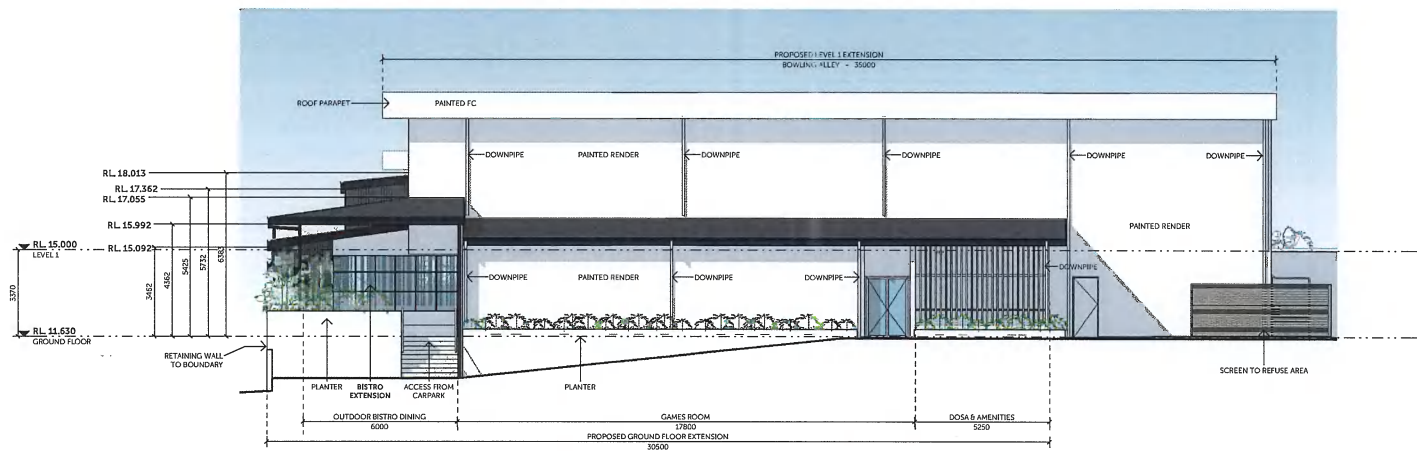 PROPOSED LEVEL 1 EXTENSION
BOWLING ALLEY - 35000
ROOF PARAPET
PAINTED FC
DOWNPIPE
PAINTED RENDER
DOWNPIPE
DOWNPIPE
DOWNPIPE
DOWNPIPE
RL. 18.013
RL. 17.362
RL. 17.055
RL. 15.992
RL. 15.000
LEVEL 1
RL. 15.092
PAINTED RENDER
3370
3452
4362
5425
5732
6383
DOWNPIPE
PAINTED RENDER
DOWNPIPE
DOWNPIPE
DOWNPIPE
RL. 11.630
GROUND FLOOR
RETAINING WALL
TO BOUNDARY
PLANTER
BISTRO
EXTENSION
ACCESS FROM
CARPARK
PLANTER
SCREEN TO REFUSE AREA
OUTDOOR BISTRO DINING
6000
GAMES ROOM
17800
DOSA & AMENITIES
5250
PROPOSED GROUND FLOOR EXTENSION
30500